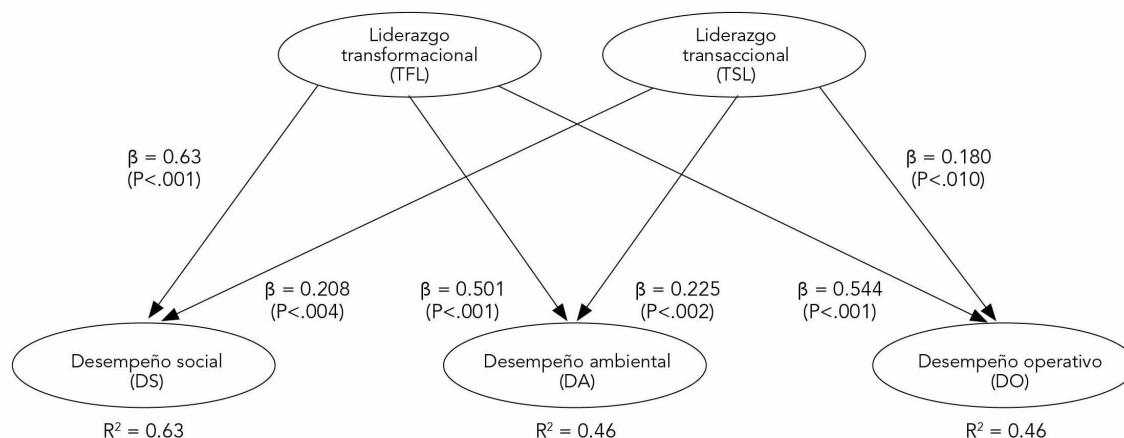 Liderazgo
transformacional
(TFL)
Liderazgo
transaccional
(TSL)
β = 0.63
(P<.001)
β = 0.180
(P<.010)
β = 0.208
(P<.004)
β = 0.501
(P<.001)
β = 0.225
(P<.002)
β = 0.544
(P<.001)
Desempeño social
(DS)
Desempeño ambiental
(DA)
Desempeño operativo
(DO)
R² = 0.63
R² = 0.46
R² = 0.46